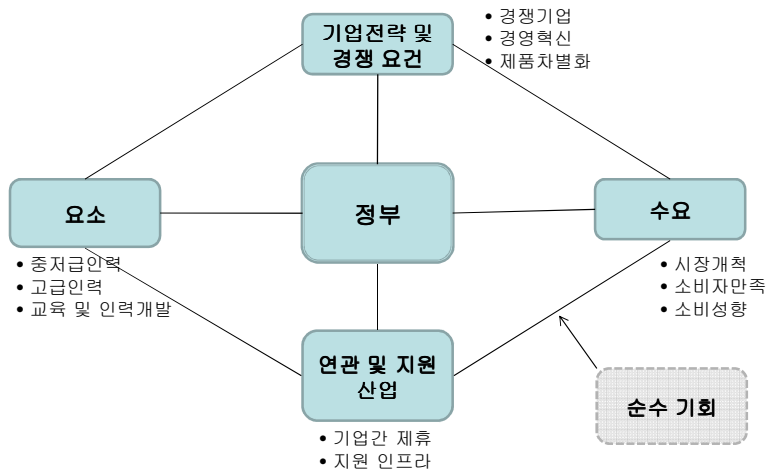 기업전략 및
경쟁 요건
• 경쟁기업
• 경영혁신
• 제품차별화
요소
정부
수요
• 중저급인력
• 고급인력
• 교육 및 인력개발
• 시장개척
• 소비자만족
• 소비성향
연관 및 지원
산업
순수 기회
• 기업간 제휴
• 지원 인프라